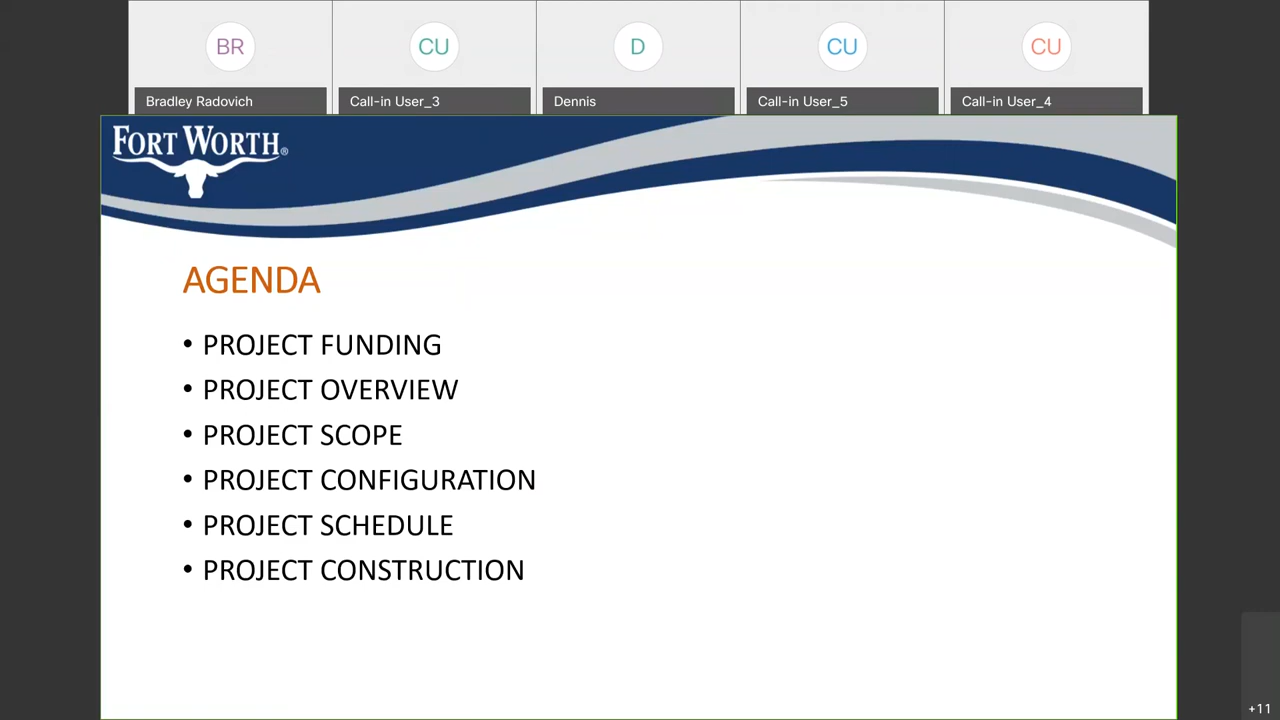 BR
CU
D
CU
CU
Bradley Radovich
Call-in User_3
Dennis
Call-in User_5
Call-in User_4
FORT WORTH®
AGENDA
• PROJECT FUNDING
• PROJECT OVERVIEW
• PROJECT SCOPE
• PROJECT CONFIGURATION
• PROJECT SCHEDULE
• PROJECT CONSTRUCTION
+11